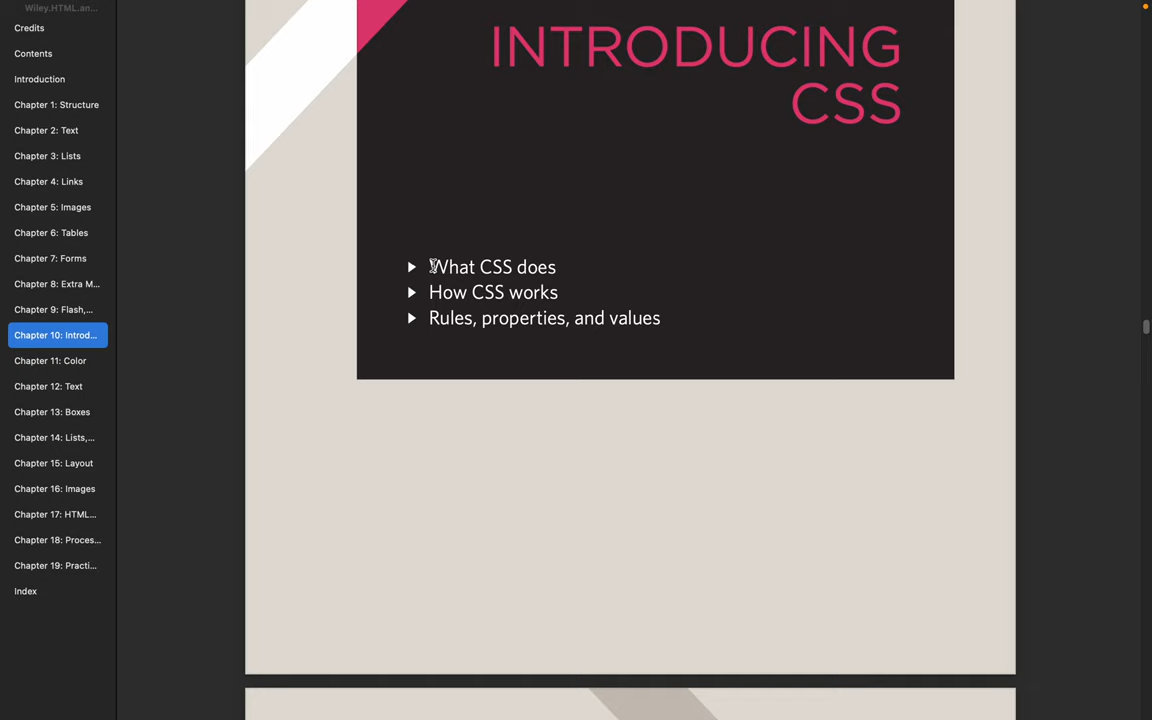 Wiley.HTML.an...
Credits
Contents
Introduction
Chapter 1: Structure
Chapter 2: Text
Chapter 3: Lists
Chapter 4: Links
Chapter 5: Images
Chapter 6: Tables
Chapter 7: Forms
Chapter 8: Extra M...
Chapter 9: Flash,...
Chapter 10: Introd...
Chapter 11: Color
Chapter 12: Text
Chapter 13: Boxes
Chapter 14: Lists,...
Chapter 15: Layout
Chapter 16: Images
Chapter 17: HTML...
Chapter 18: Proces...
Chapter 19: Practi...
Index
INTRODUCING
CSS
What CSS does
How CSS works
Rules, properties, and values